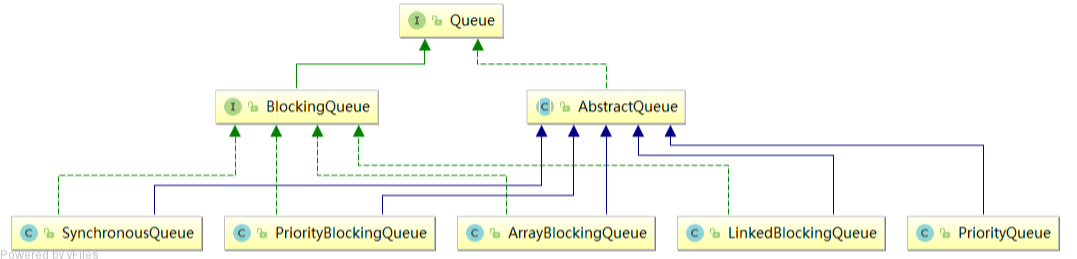 I Queue
I BlockingQueue
C AbstractQueue
C SynchronousQueue
C PriorityBlockingQueue
C ArrayBlockingQueue
C LinkedBlockingQueue
C PriorityQueue
Powered by yFiles